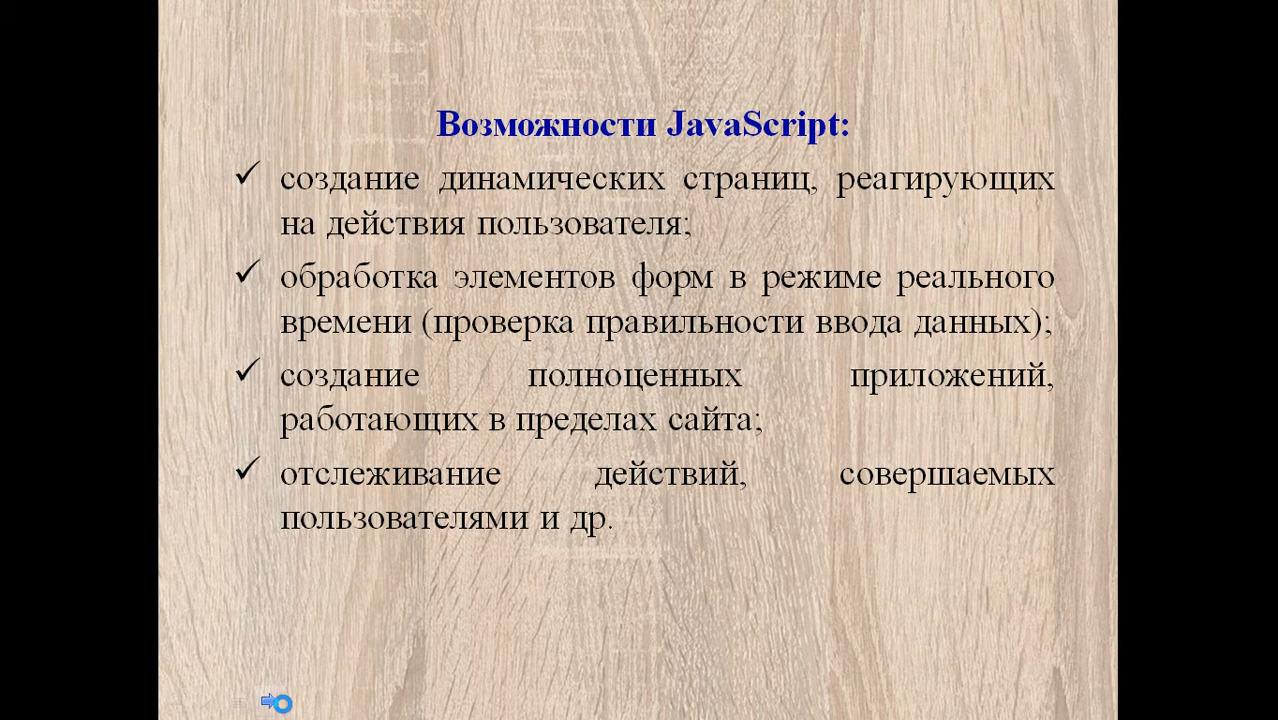 Возможности JavaScript:
✓ создание динамических страниц, реагирующих
на действия пользователя;
✓ обработка элементов форм в режиме реального
времени (проверка правильности ввода данных);
✓ создание полноценных приложений,
работающих в пределах сайта;
✓ отслеживание действий, совершаемых
пользователями и др.